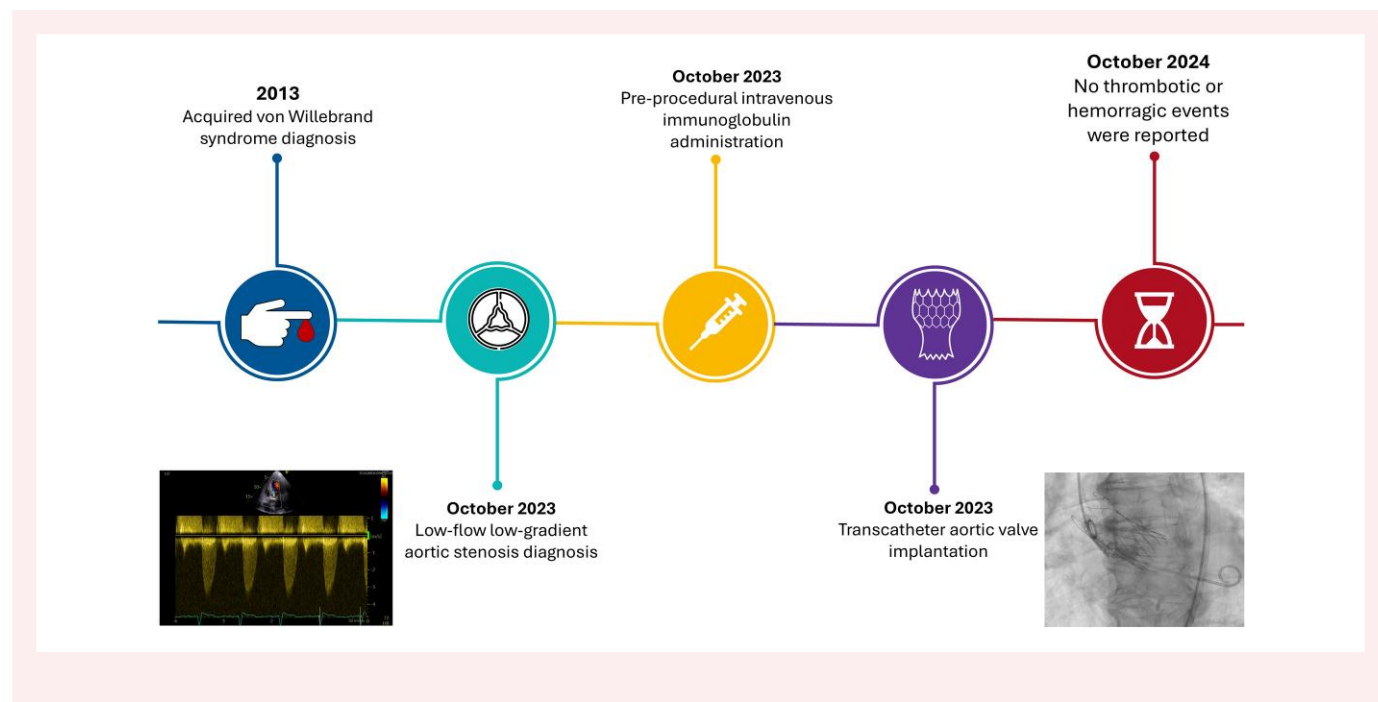 2013
Acquired von Willebrand
syndrome diagnosis
October 2023
Low-flow low-gradient
aortic stenosis diagnosis
October 2023
Pre-procedural intravenous
immunoglobulin
administration
October 2023
Transcatheter aortic valve
implantation
October 2024
No thrombotic or
hemorragic events
were reported